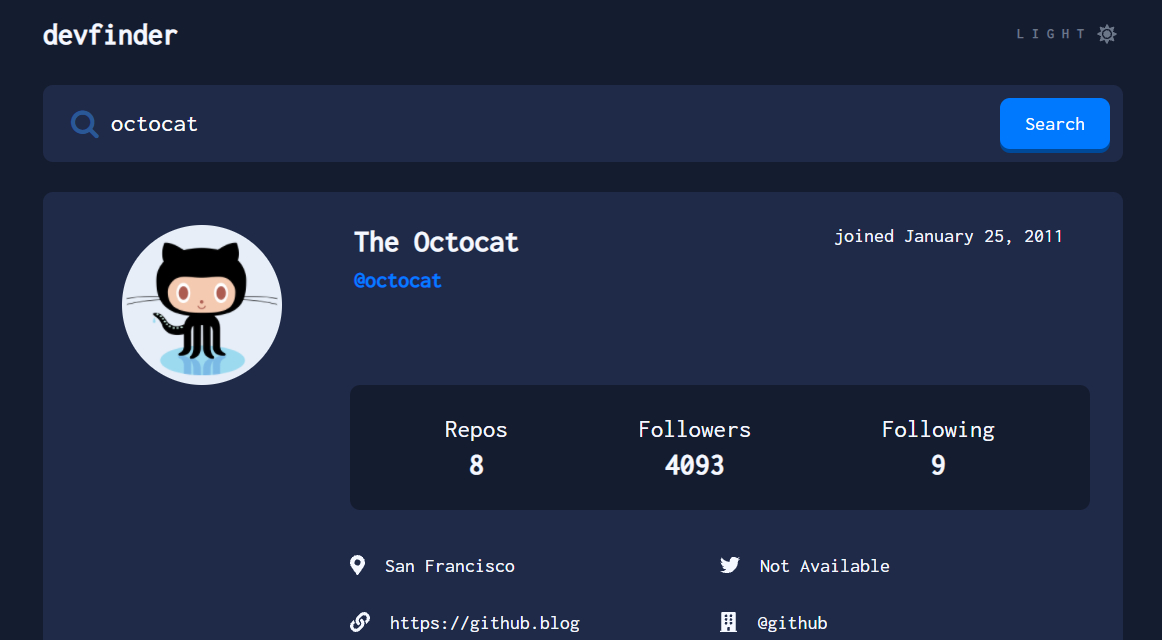 devfinder
LIGHT
octocat
Search
The Octocat
joined January 25, 2011
@octocat
Repos
Followers
Following
8
4093
9
San Francisco
Not Available
https://github.blog
@github